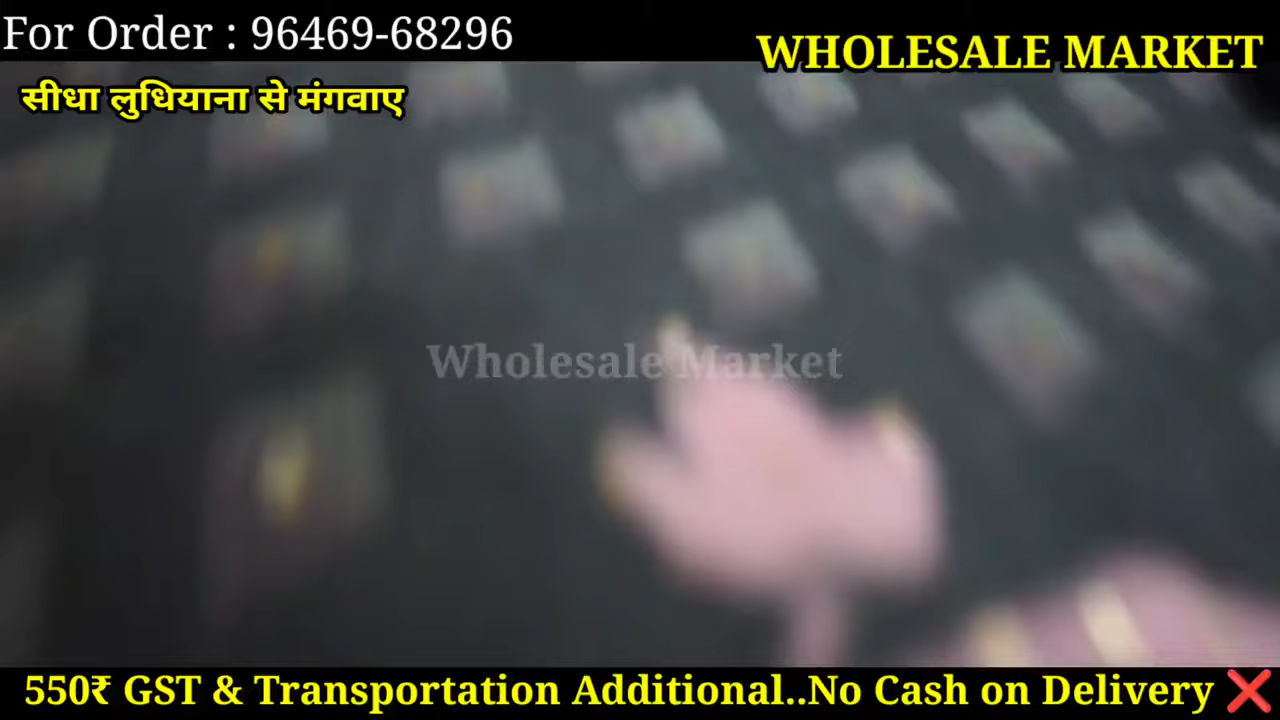 For Order : 96469-68296
WHOLESALE MARKET
सीधा लुधियाना से मंगवाए
Wholesale Market
550₹ GST & Transportation Additional..No Cash on Delivery ❌